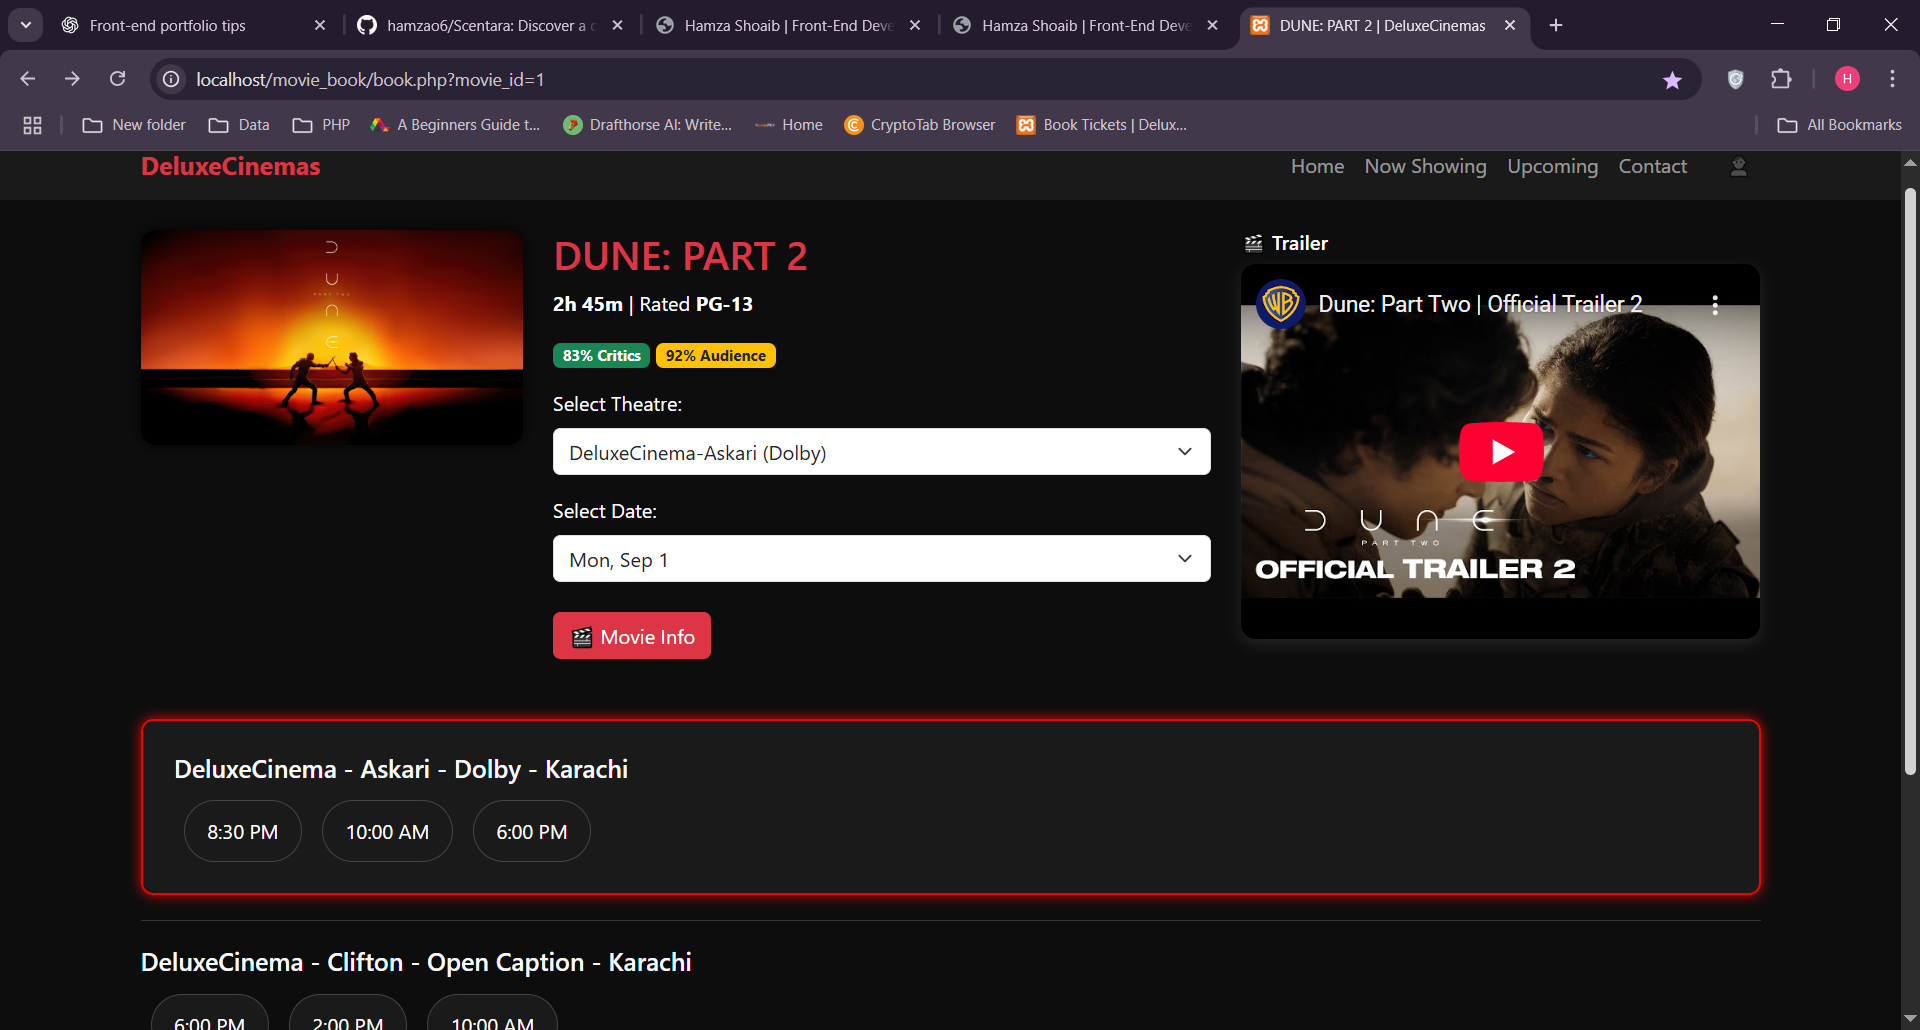 Front-end portfolio tips
hamzao6/Scentara: Discover a c
Hamza Shoaib | Front-End Deve
Hamza Shoaib | Front-End Deve
DUNE: PART 2 | DeluxeCinemas
localhost/movie_book/book.php?movie_id=1
H
New folder
Data
PHP
A Beginners Guide t...
Drafthorse AI: Write...
Home
CryptoTab Browser
Book Tickets | Delux...
All Bookmarks
DeluxeCinemas
Home
Now Showing
Upcoming
Contact
DUNE
PART TWO
DUNE: PART 2
2h 45m | Rated PG-13
83% Critics
92% Audience
Select Theatre:
DeluxeCinema-Askari (Dolby)
Select Date:
Mon, Sep 1
🎬 Movie Info
🎬 Trailer
WB
Dune: Part Two | Official Trailer 2
DUNE
PART TWO
OFFICIAL TRAILER 2
DeluxeCinema - Askari - Dolby - Karachi
8:30 PM
10:00 AM
6:00 PM
DeluxeCinema - Clifton - Open Caption - Karachi
6:00 PM
2:00 PM
10:00 AM